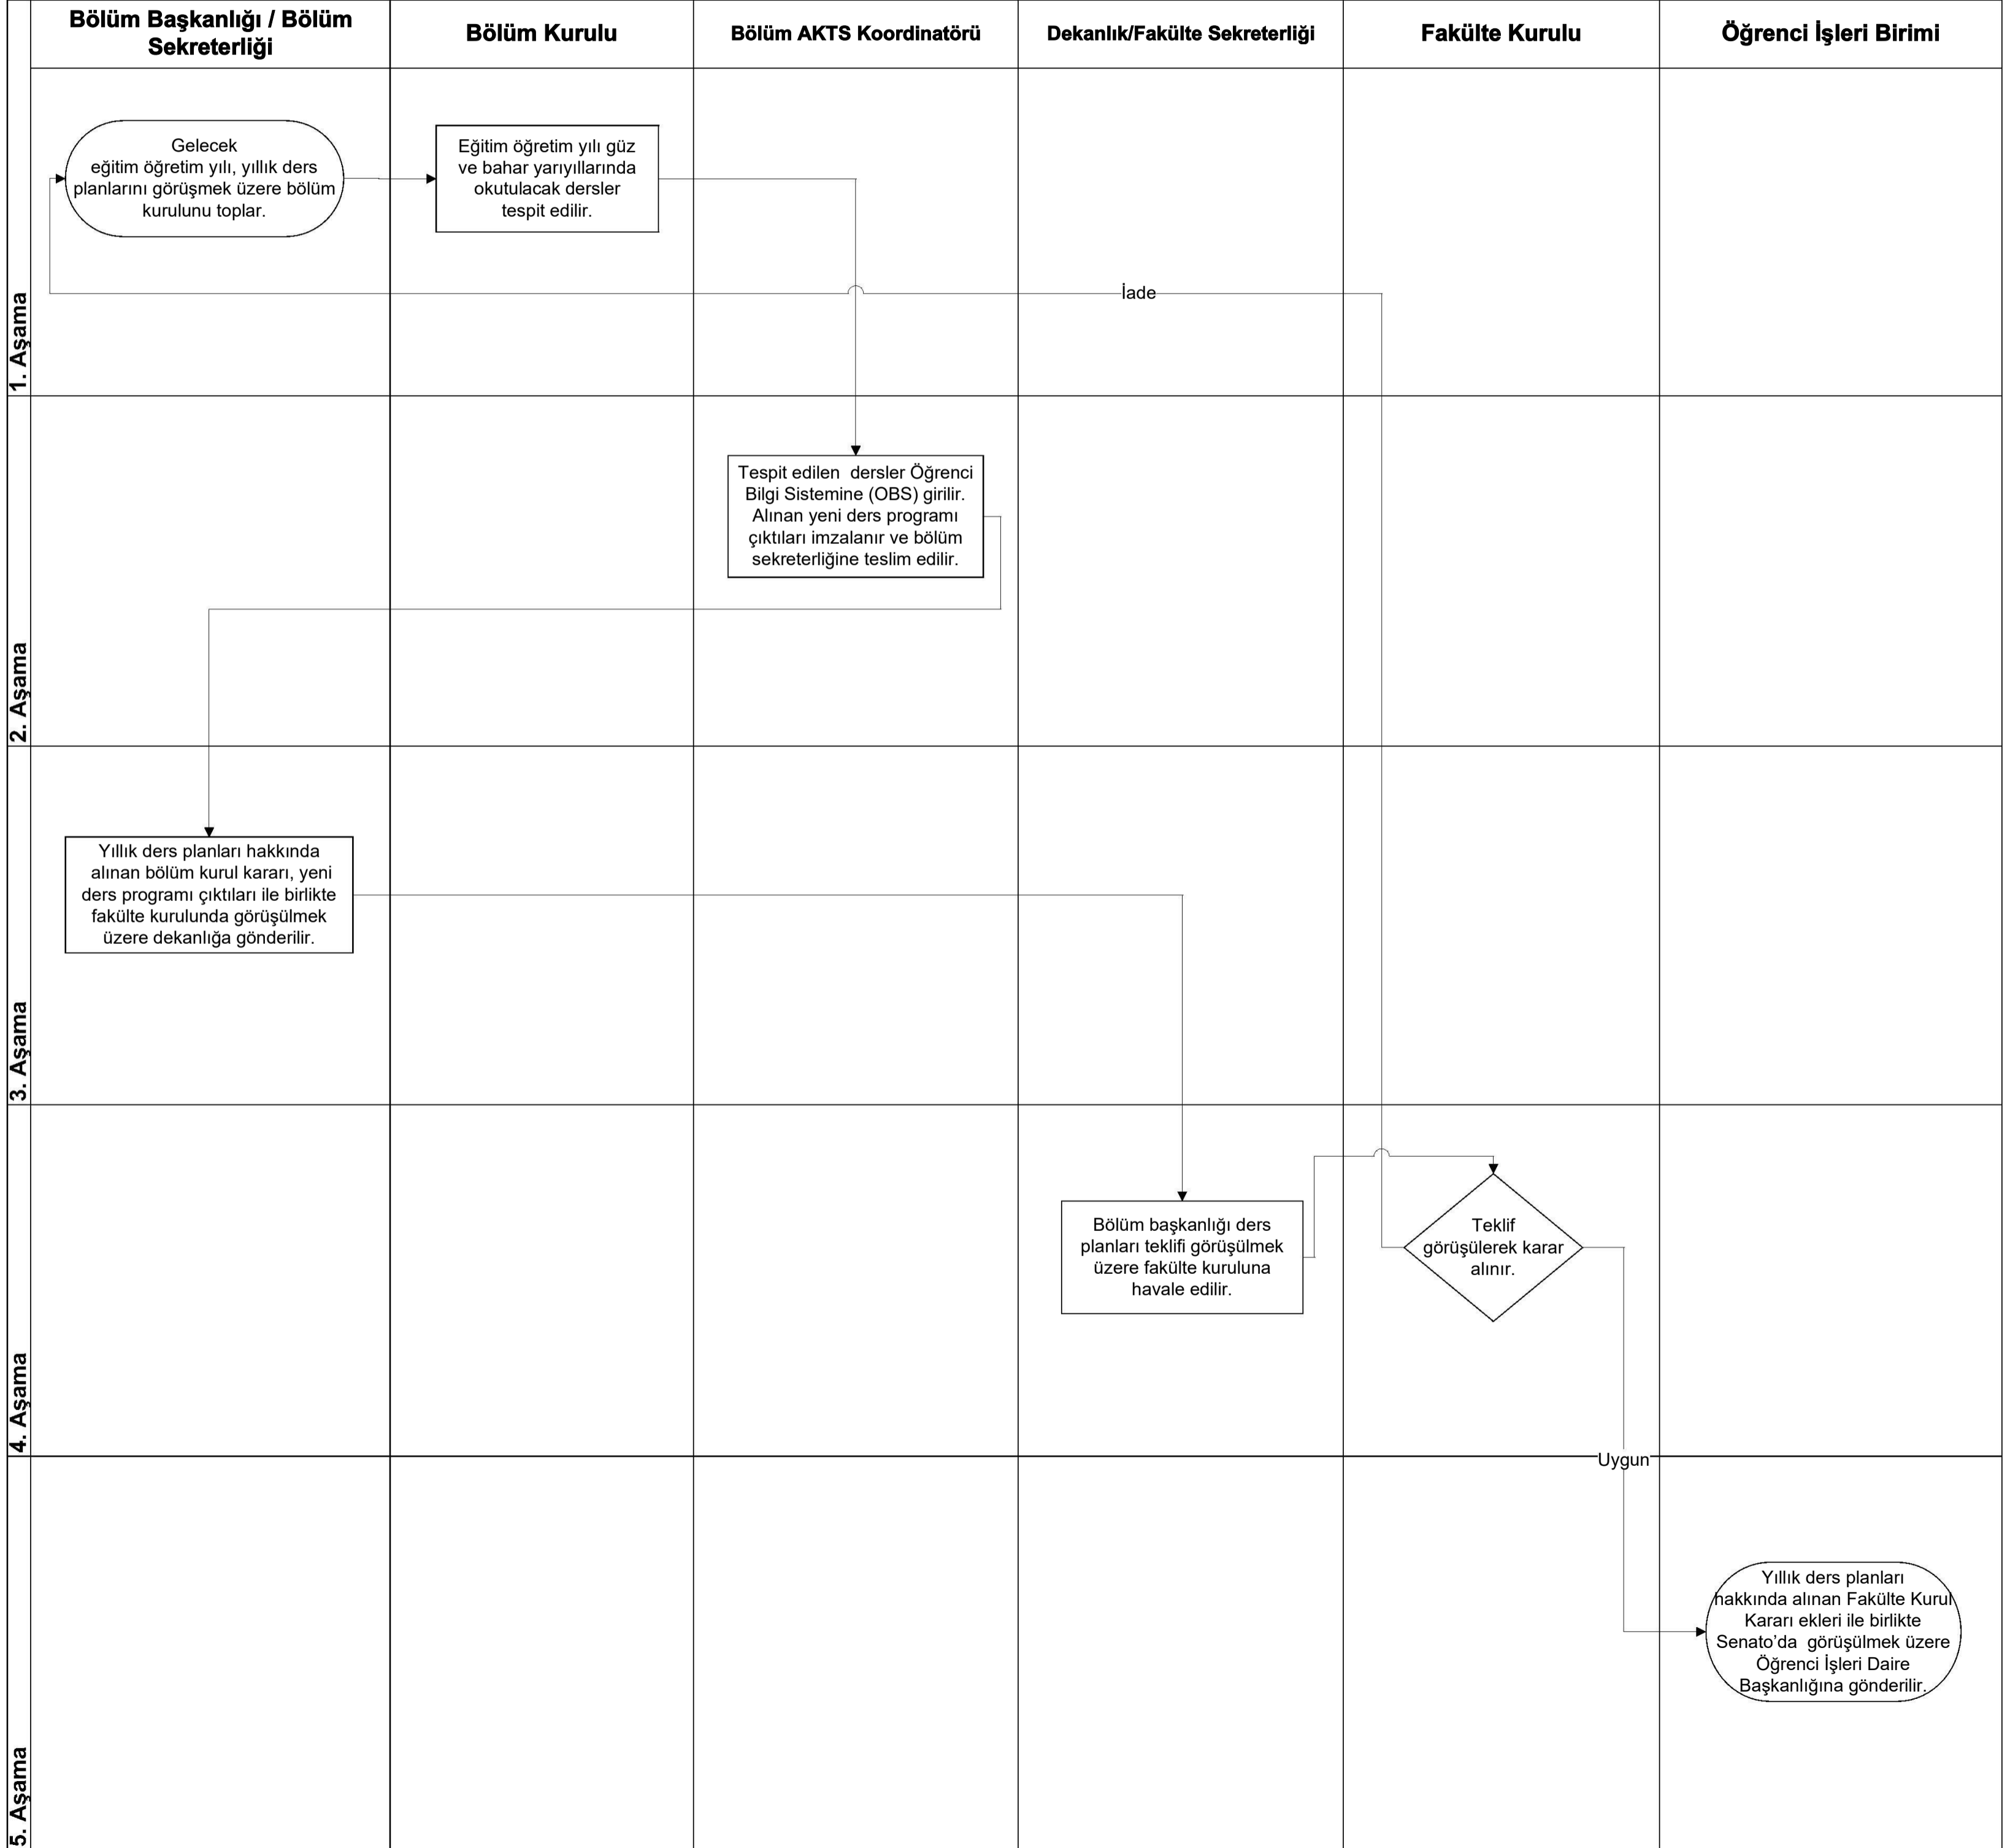 Bölüm Başkanlığı / Bölüm
Sekreterliği
Bölüm Kurulu
Bölüm AKTS Koordinatörü
Dekanlık/Fakülte Sekreterliği
Fakülte Kurulu
Öğrenci İşleri Birimi
1. Aşama
Gelecek
eğitim öğretim yılı, yıllık ders
planlarını görüşmek üzere bölüm
kurulunu toplar.
Eğitim öğretim yılı güz
ve bahar yarıyıllarında
okutulacak dersler
tespit edilir.
İade
2. Aşama
Tespit edilen  dersler Öğrenci
Bilgi Sistemine (OBS) girilir.
Alınan yeni ders programı
çıktıları imzalanır ve bölüm
sekreterliğine teslim edilir.
3. Aşama
Yıllık ders planları hakkında
alınan bölüm kurul kararı, yeni
ders programı çıktıları ile birlikte
fakülte kurulunda görüşülmek
üzere dekanlığa gönderilir.
4. Aşama
Bölüm başkanlığı ders
planları teklifi görüşülmek
üzere fakülte kuruluna
havale edilir.
Teklif
görüşülerek karar
alınır.
Uygun
5. Aşama
Yıllık ders planları
hakkında alınan Fakülte Kurul
Kararı ekleri ile birlikte
Senato’da  görüşülmek üzere
Öğrenci İşleri Daire
Başkanlığına gönderilir.